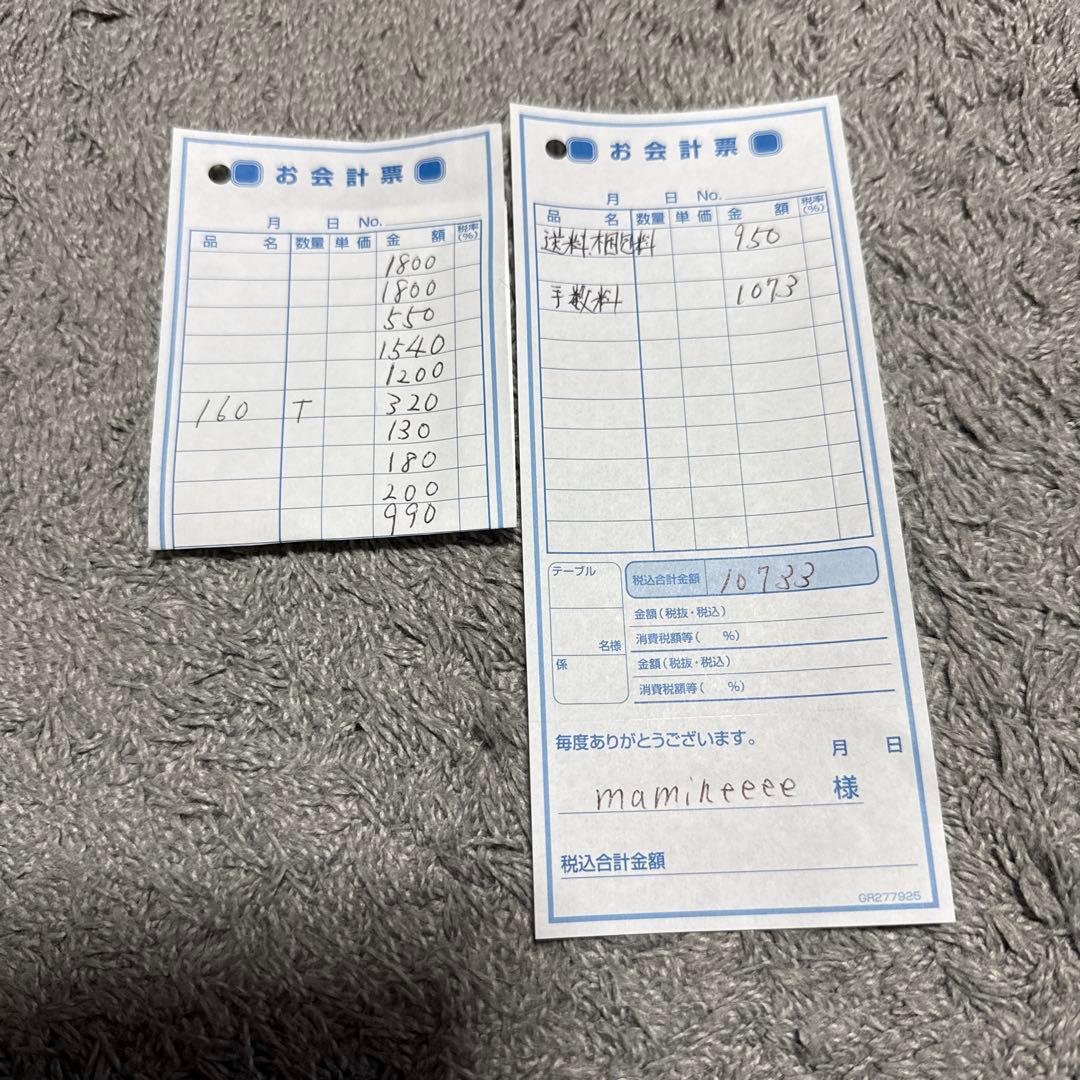 お会計票
月 日 No.
品 名 数量 単価 金 額 税率(%)
1800
1800
550
1540
1200
160 T 320
130
180
200
990
お会計票
月 日 No.
品 名 数量 単価 金 額 税率(%)
送料.梱包料 950
手数料 1073
テーブル
名様
係
税込合計金額 10733
金額(税抜・税込)
消費税額等( %)
金額(税抜・税込)
消費税額等( %)
毎度ありがとうございます。 月 日
mamikeeee 様
税込合計金額
GR277925